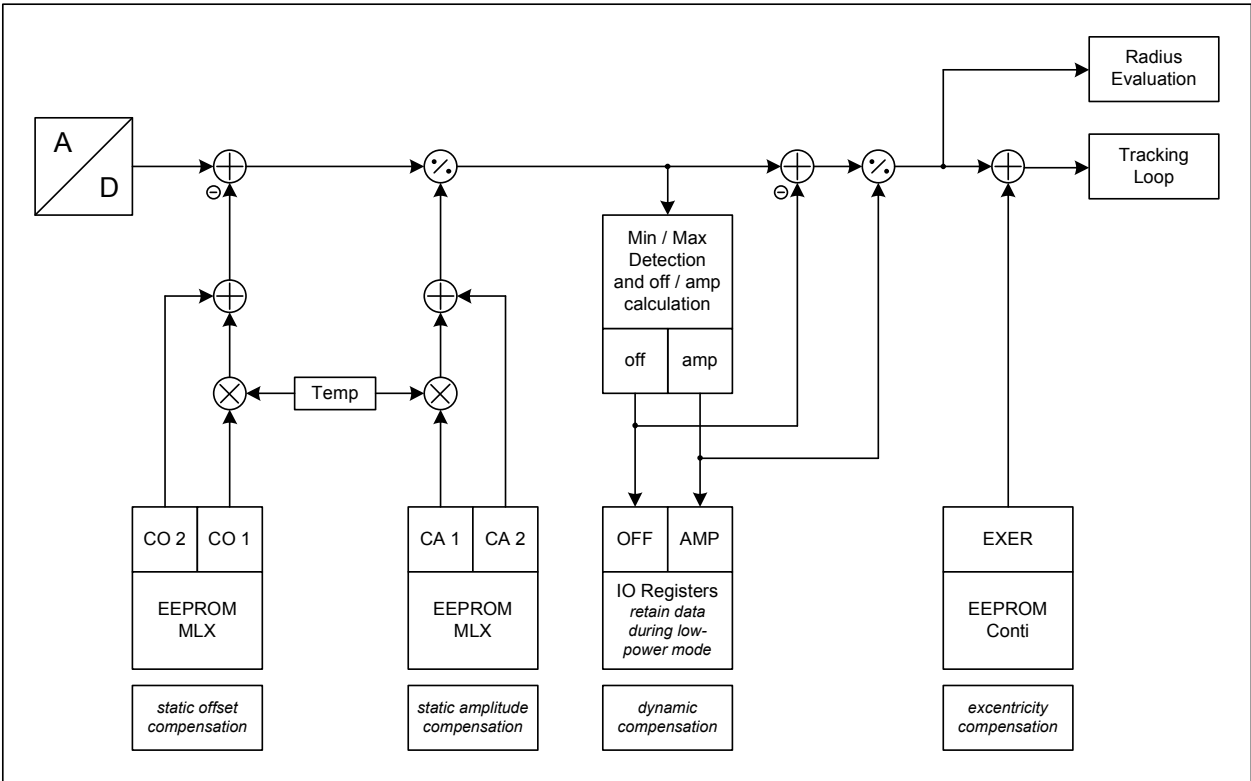 Radius
Evaluation
A
D
Tracking
Loop
Min / Max
Detection
and off / amp
calculation
off
amp
Temp
CO 2
CO 1
CA 1
CA 2
OFF
AMP
EXER
EEPROM
MLX
EEPROM
MLX
IO Registers
retain data
during low-
power mode
EEPROM
Conti
static offset
compensation
static amplitude
compensation
dynamic
compensation
excentricity
compensation